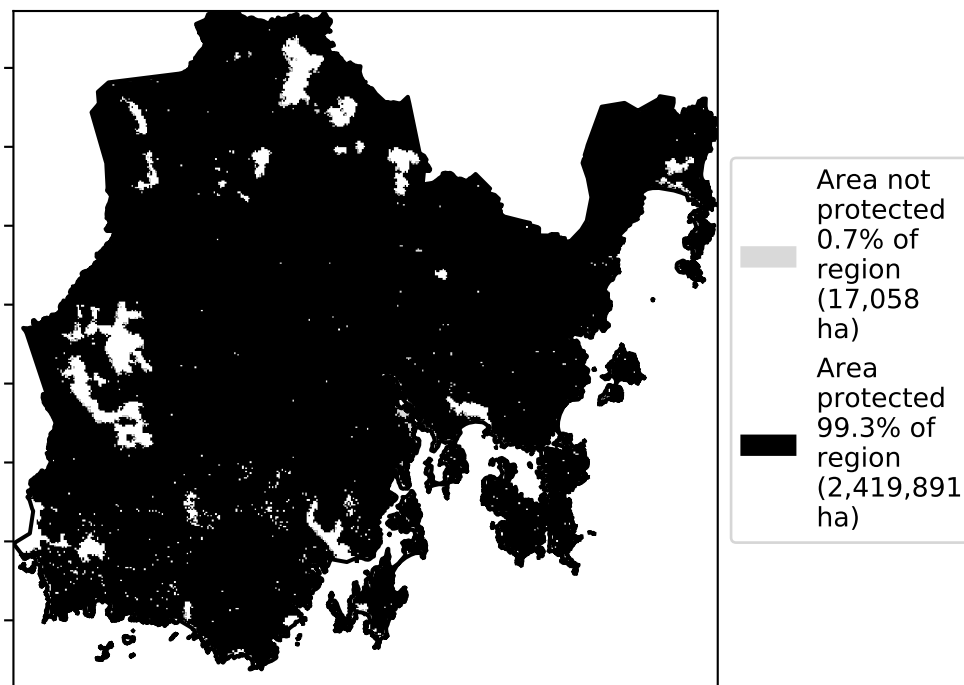 Area not
protected
0.7% of
region
(17,058
ha)
Area
protected
99.3% of
region
(2,419,891
ha)